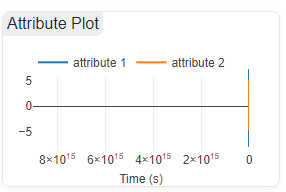 Attribute Plot
attribute 1 attribute 2
5
0
−5
8×10¹⁵ 6×10¹⁵ 4×10¹⁵ 2×10¹⁵ 0
Time (s)